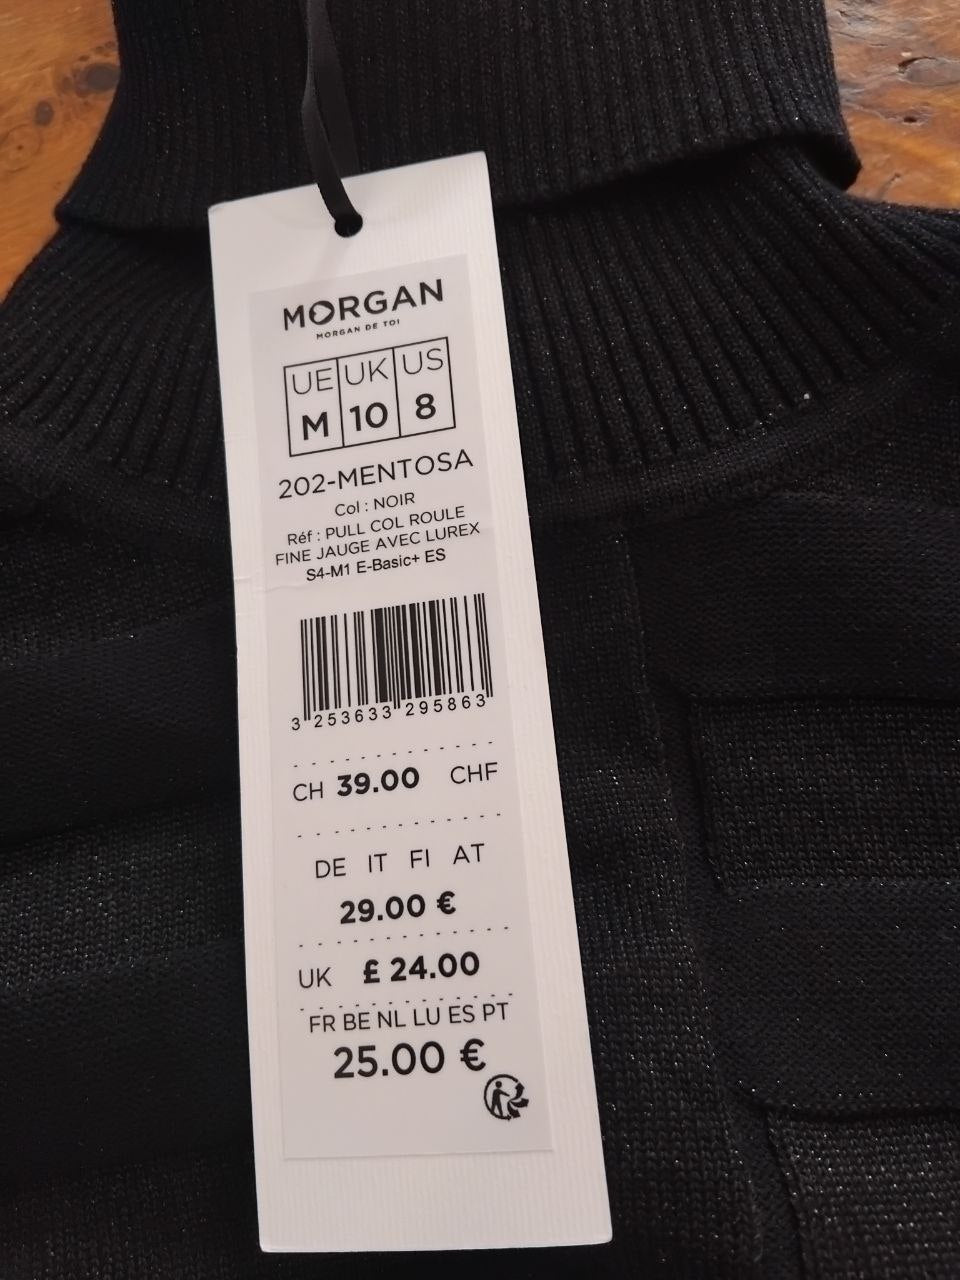 MORGAN
MORGAN DE TOI
UE UK US
M 10 8
202-MENTOSA
Col : NOIR
Réf : PULL COL ROULE
FINE JAUGE AVEC LUREX
S4-M1 E-Basic+ ES
3 253633 295863
CH 39.00 CHF
DE IT FI AT
29.00 €
UK £ 24.00
FR BE NL LU ES PT
25.00 €